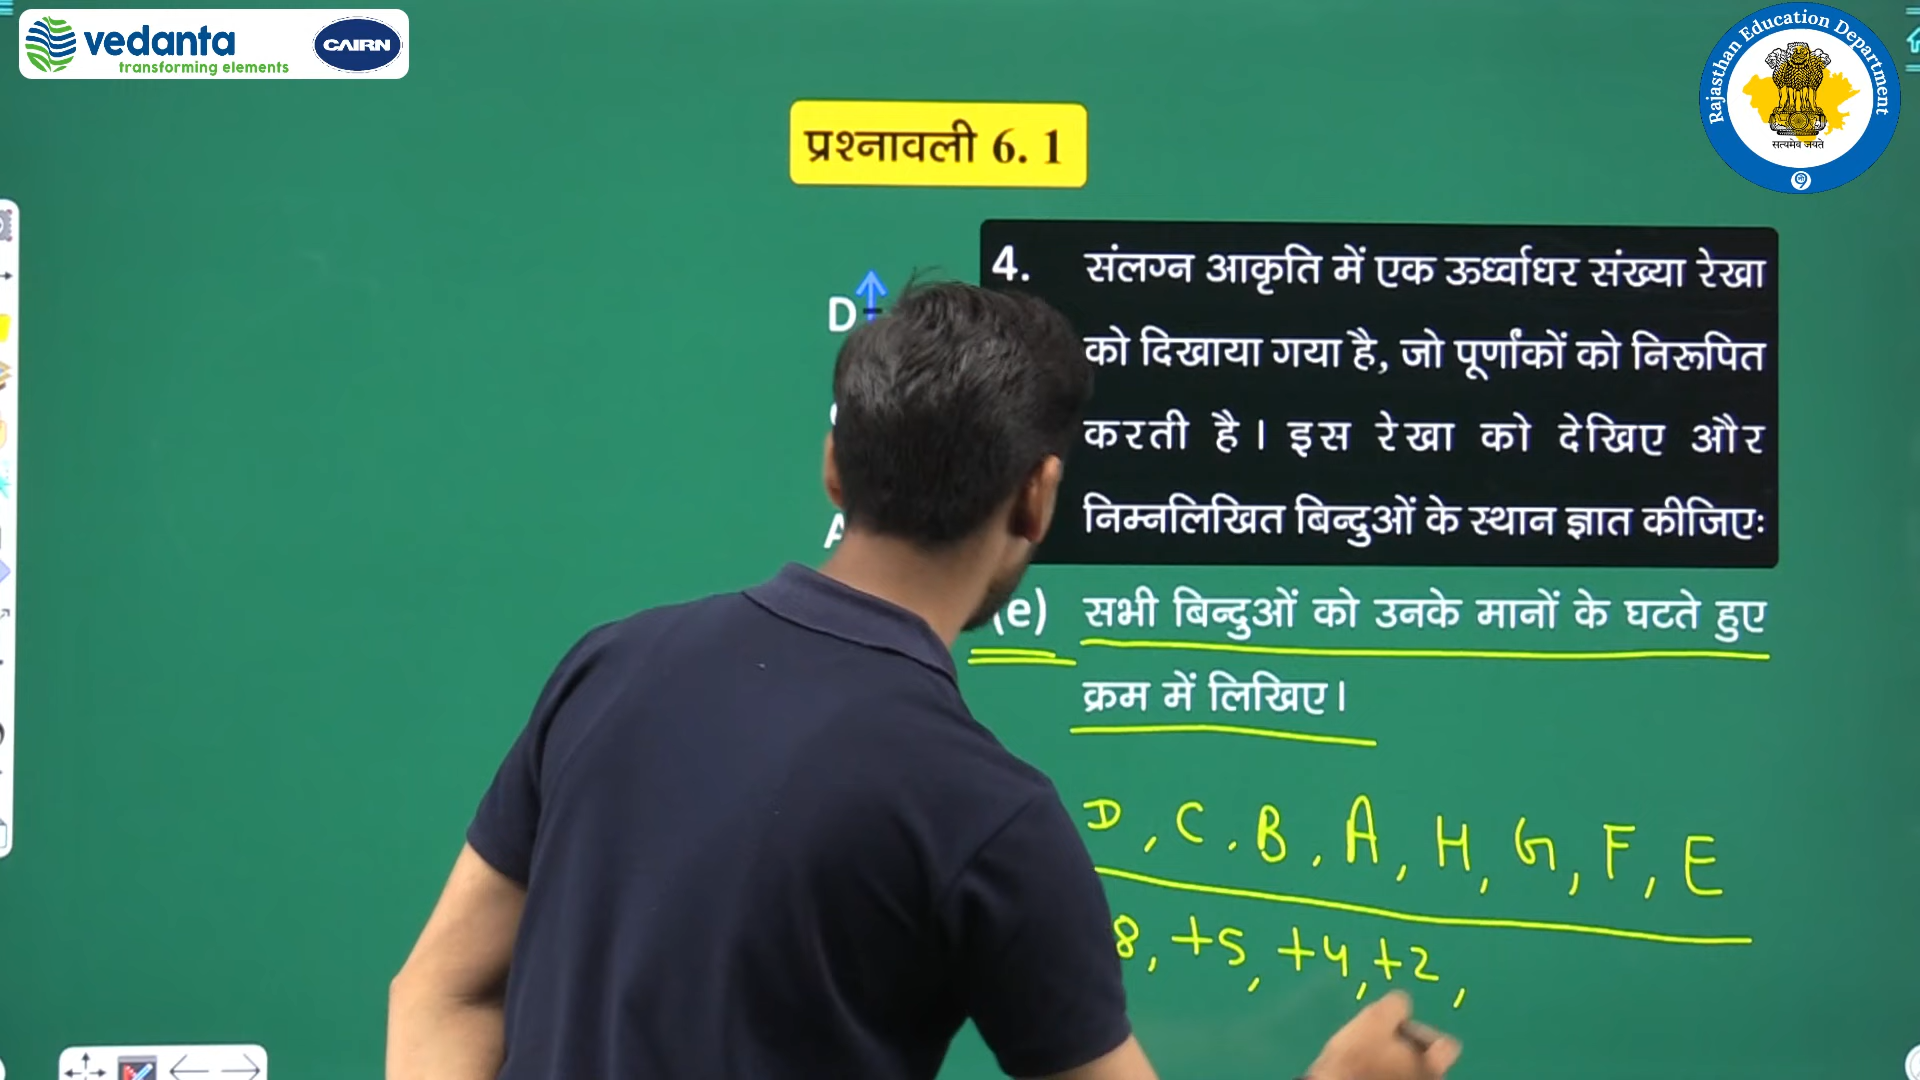 vedanta
transforming elements
CAIRN
Rajasthan Education Department
सत्यमेव जयते
प्रश्नावली 6. 1
4. संलग्न आकृति में एक ऊर्ध्वाधर संख्या रेखा
को दिखाया गया है, जो पूर्णांकों को निरूपित
करती है। इस रेखा को देखिए और
निम्नलिखित बिन्दुओं के स्थान ज्ञात कीजिएः
D
A
(e) सभी बिन्दुओं को उनके मानों के घटते हुए
क्रम में लिखिए।
D, C, B, A, H, G, F, E
8, +5, +4, +2,